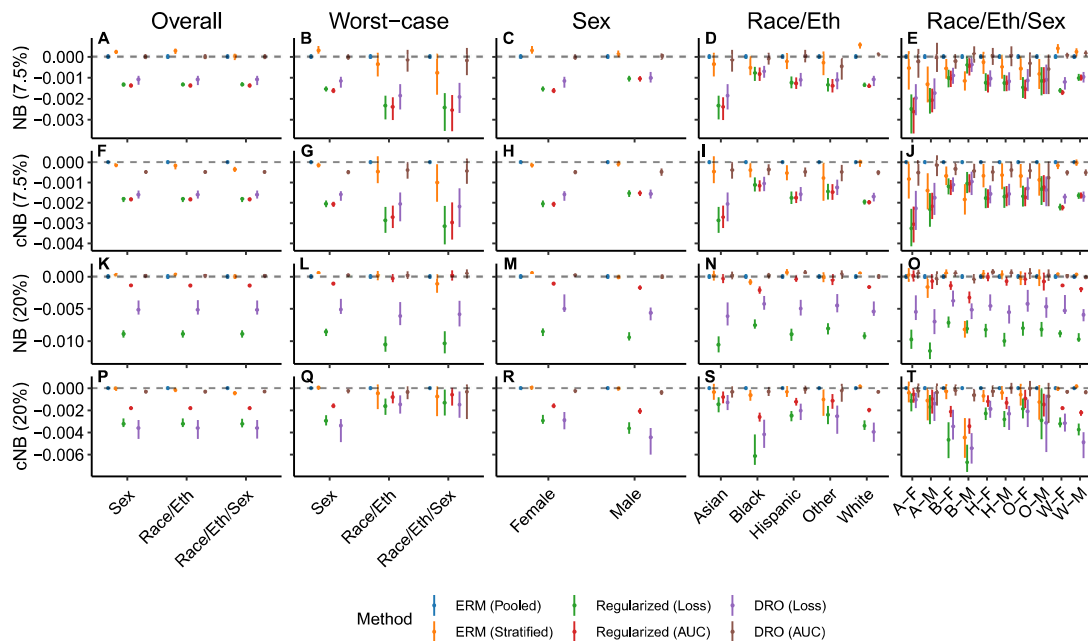 Overall Worst−case Sex Race/Eth Race/Eth/Sex
NB (7.5%)
0.000
−0.001
−0.002
−0.003
A B C D E
cNB (7.5%)
0.000
−0.001
−0.002
−0.003
−0.004
F G H I J
NB (20%)
0.000
−0.005
−0.010
K L M N O
cNB (20%)
0.000
−0.002
−0.004
−0.006
P Q R S T
Sex Race/Eth Race/Eth/Sex
Sex Race/Eth Race/Eth/Sex
Female Male
Asian Black Hispanic Other White
A−F A−M B−F B−M H−F H−M O−F O−M W−F W−M
Method
ERM (Pooled) Regularized (Loss) DRO (Loss)
ERM (Stratified) Regularized (AUC) DRO (AUC)